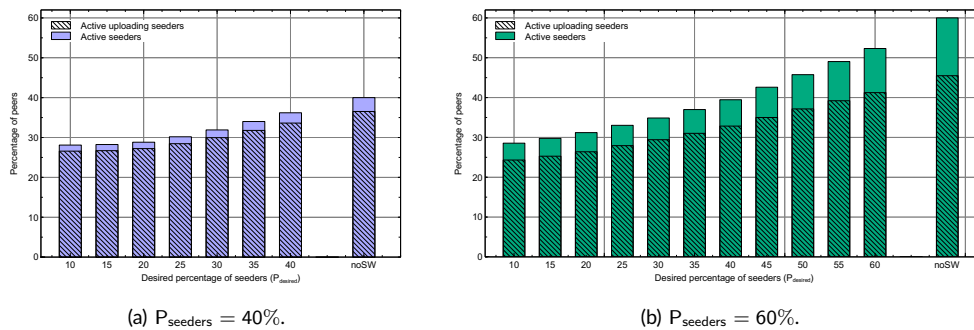 60
50
40
30
20
10
0
Percentage of peers
Active uploading seeders
Active seeders
10 15 20 25 30 35 40 noSW
Desired percentage of seeders (P_desired)
(a) P_seeders = 40%.
60
50
40
30
20
10
0
Percentage of peers
Active uploading seeders
Active seeders
10 15 20 25 30 35 40 45 50 55 60 noSW
Desired percentage of seeders (P_desired)
(b) P_seeders = 60%.